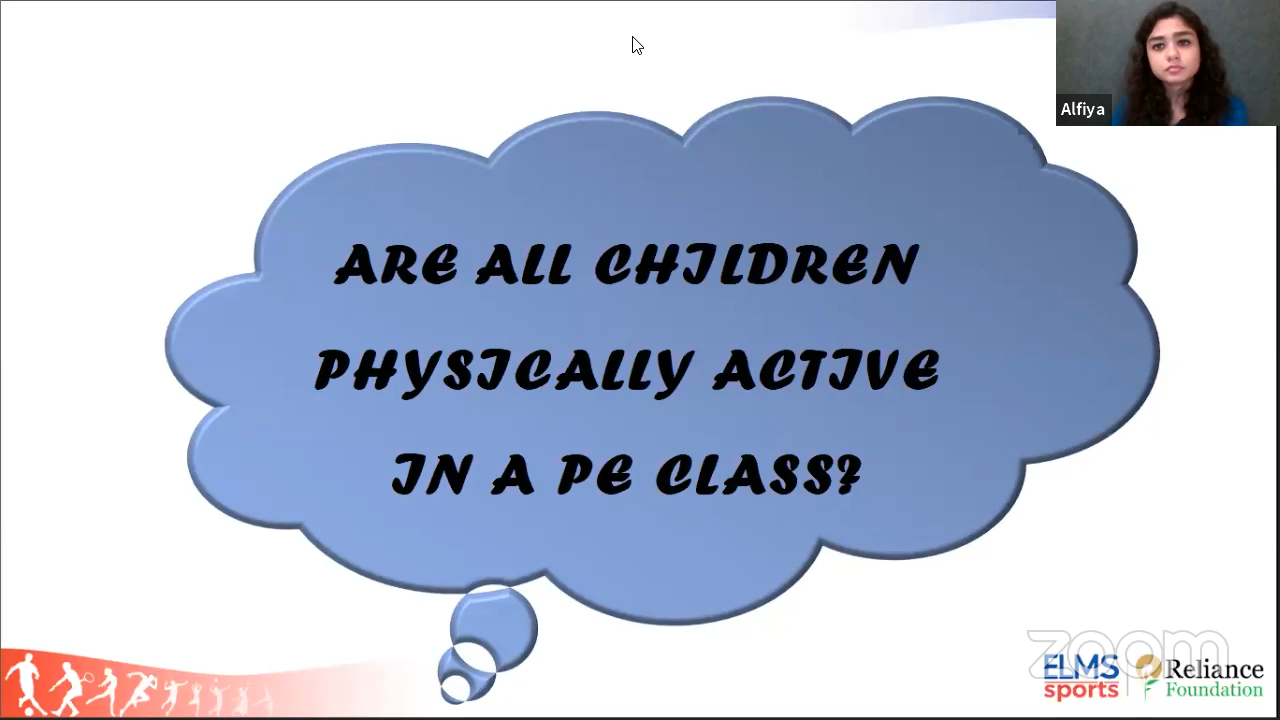 Alfiya
ARE ALL CHILDREN
PHYSICALLY ACTIVE
IN A PE CLASS?
zoom
ELMS
sports
Reliance
Foundation